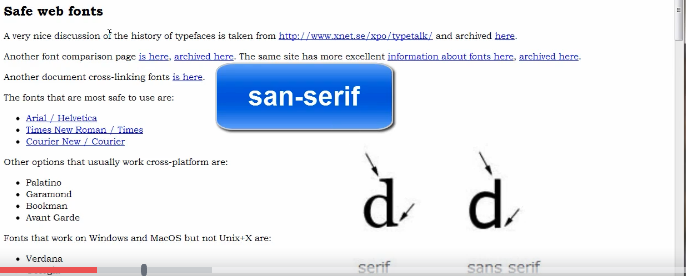 Safe web fonts
A very nice discussion of the history of typefaces is taken from http://www.xnet.se/xpo/typetalk/ and archived here.
Another font comparison page is here, archived here. The same site has more excellent information about fonts here, archived here.
Another document cross-linking fonts is here.
san-serif
The fonts that are most safe to use are:
Arial / Helvetica
Times New Roman / Times
Courier New / Courier
Other options that usually work cross-platform are:
Palatino
Garamond
Bookman
Avant Garde
d d
Fonts that work on Windows and MacOS but not Unix+X are:
Verdana
serif sans serif